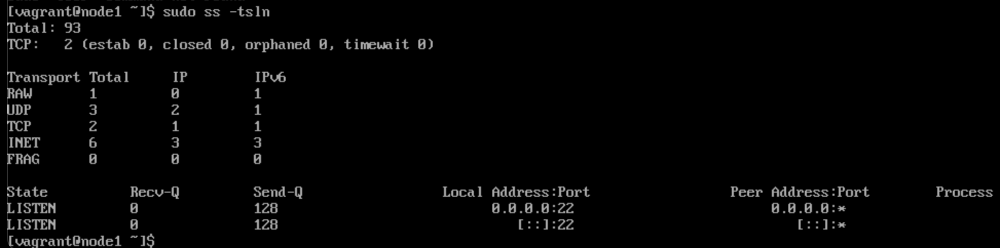 [vagrant@node1 ~]$ sudo ss -tsln
Total: 93
TCP:   2 (estab 0, closed 0, orphaned 0, timewait 0)

Transport Total     IP        IPv6
RAW       1         0         1
UDP       3         2         1
TCP       2         1         1
INET      6         3         3
FRAG      0         0         0

State          Recv-Q         Send-Q                 Local Address:Port                 Peer Address:Port        Process
LISTEN         0              128                          0.0.0.0:22                        0.0.0.0:*
LISTEN         0              128                             [::]:22                           [::]:*
[vagrant@node1 ~]$